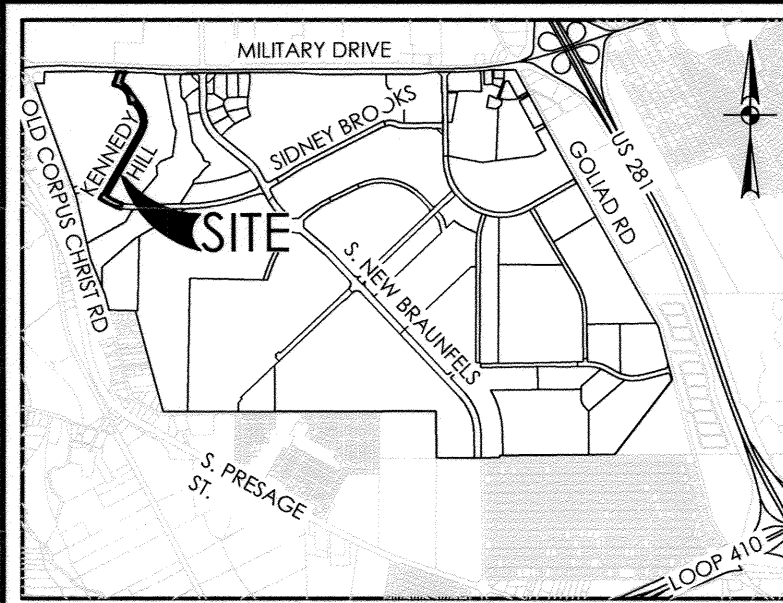 MILITARY DRIVE
OLD CORPUS CHRIST RD
KENNEDY
HILL
SIDNEY BROOKS
US 281
GOLIAD RD
SITE
S. NEW BRAUNFELS
S. PRESAGE
ST.
LOOP 410